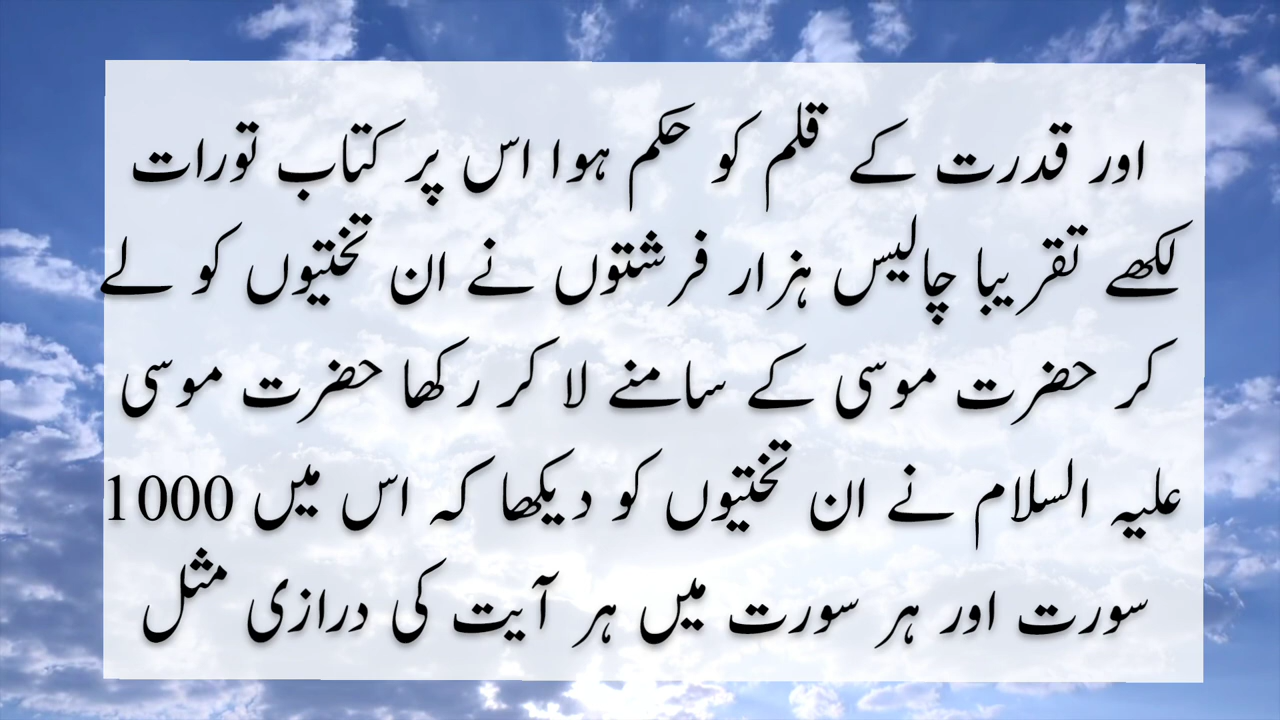 اور قدرت کے قلم کو حکم ہوا اس پر کتاب تورات
لکھے تقریبا چالیس ہزار فرشتوں نے ان تختیوں کو لے
کر حضرت موسی کے سامنے لا کر رکھا حضرت موسی
علیہ السلام نے ان تختیوں کو دیکھا کہ اس میں 1000
سورت اور ہر سورت میں ہر آیت کی درازی مثل